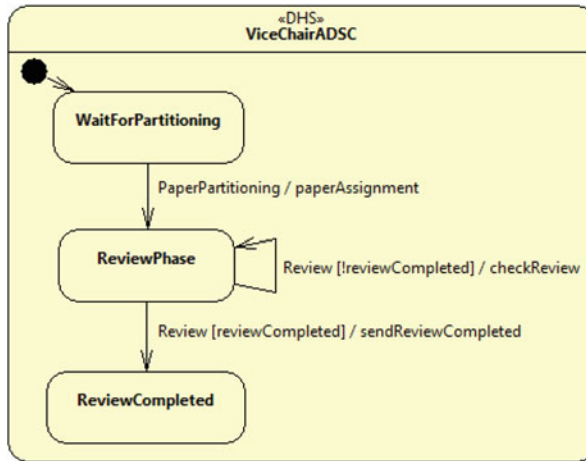 «DHS»
ViceChairADSC
WaitForPartitioning
PaperPartitioning / paperAssignment
ReviewPhase
Review [!reviewCompleted] / checkReview
Review [reviewCompleted] / sendReviewCompleted
ReviewCompleted